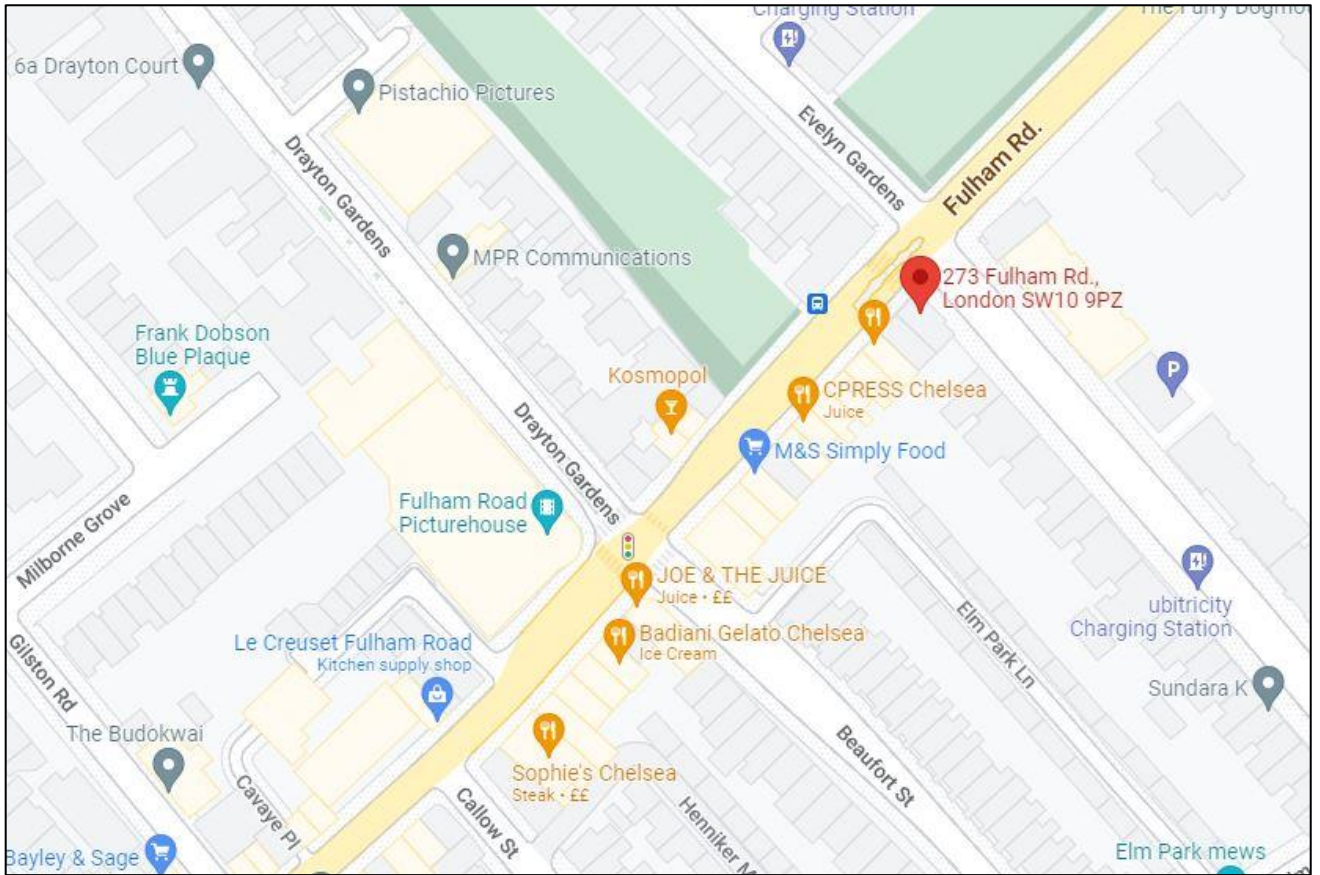 Charging Station
The Furry Dogmo
6a Drayton Court
Pistachio Pictures
Evelyn Gardens
Fulham Rd.
Drayton Gardens
MPR Communications
273 Fulham Rd.,
London SW10 9PZ
Frank Dobson
Blue Plaque
Kosmopol
CPRESS Chelsea
Juice
P
M&S Simply Food
Drayton Gardens
Fulham Road
Picturehouse
Milborne Grove
JOE & THE JUICE
Juice • ££
Badiani Gelato Chelsea
Ice Cream
ubitricity
Charging Station
Elm Park Ln
Le Creuset Fulham Road
Kitchen supply shop
Gilston Rd
Sundara K
The Budokwai
Beaufort St
Sophie's Chelsea
Steak • ££
Cavaye Pl
Callow St
Henniker M
Bayley & Sage
Elm Park mews